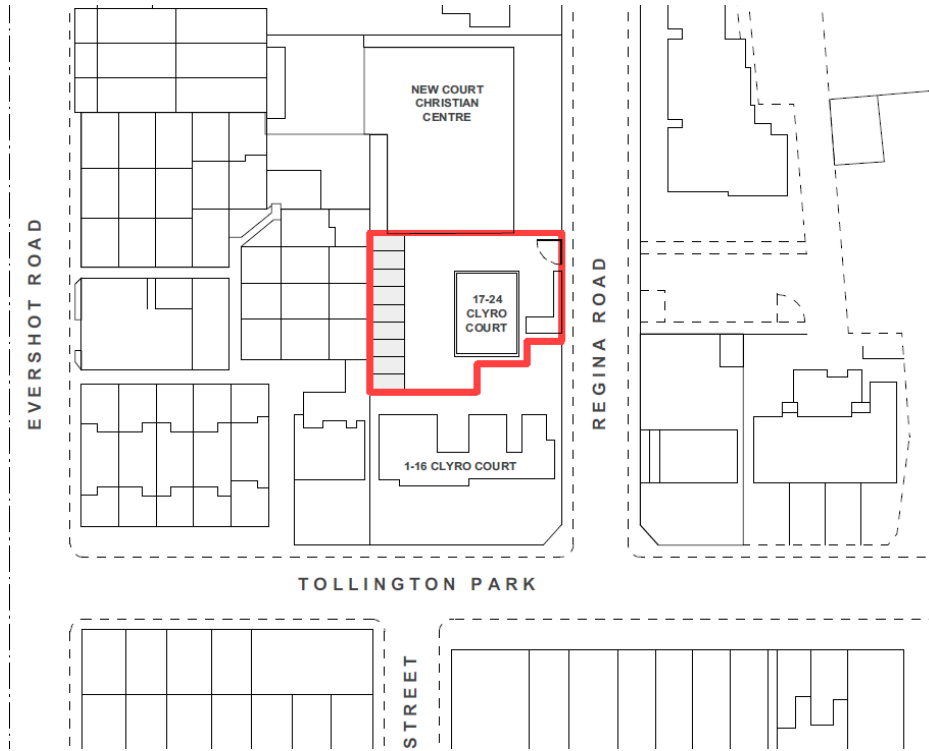 NEW COURT
CHRISTIAN
CENTRE
EVERSHOT ROAD
17-24
CLYRO
COURT
REGINA ROAD
1-16 CLYRO COURT
TOLLINGTON PARK
STREET